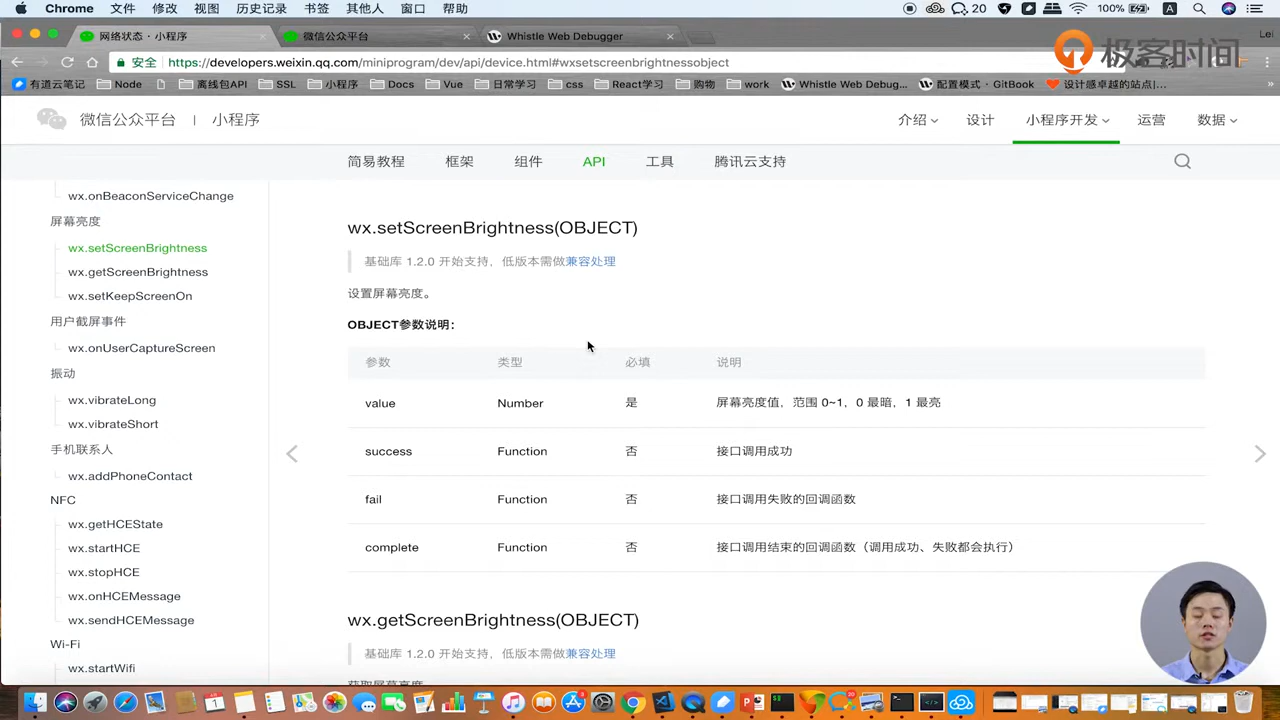 Chrome 文件 修改 视图 历史记录 书签 其他人 窗口 帮助 20 100% A
网络状态 · 小程序 微信公众平台 Whistle Web Debugger Lei
安全 https://developers.weixin.qq.com/miniprogram/dev/api/device.html#wxsetscreenbrightnessobject
极客时间
有道云笔记 Node 离线包API SSL 小程序 Docs Vue 日常学习 css React学习 购物 work Whistle Web Debug... 配置模式 · GitBook 设计感卓越的站点|... »
微信公众平台 | 小程序 介绍 设计 小程序开发 运营 数据
简易教程 框架 组件 API 工具 腾讯云支持
wx.onBeaconServiceChange
屏幕亮度
wx.setScreenBrightness
wx.getScreenBrightness
wx.setKeepScreenOn
用户截屏事件
wx.onUserCaptureScreen
振动
wx.vibrateLong
wx.vibrateShort
手机联系人
wx.addPhoneContact
NFC
wx.getHCEState
wx.startHCE
wx.stopHCE
wx.onHCEMessage
wx.sendHCEMessage
Wi-Fi
wx.startWifi
wx.setScreenBrightness(OBJECT)
基础库 1.2.0 开始支持，低版本需做兼容处理
设置屏幕亮度。
OBJECT参数说明：
参数 类型 必填 说明
value Number 是 屏幕亮度值，范围 0~1，0 最暗，1 最亮
success Function 否 接口调用成功
fail Function 否 接口调用失败的回调函数
complete Function 否 接口调用结束的回调函数（调用成功、失败都会执行）
wx.getScreenBrightness(OBJECT)
基础库 1.2.0 开始支持，低版本需做兼容处理
获取屏幕亮度